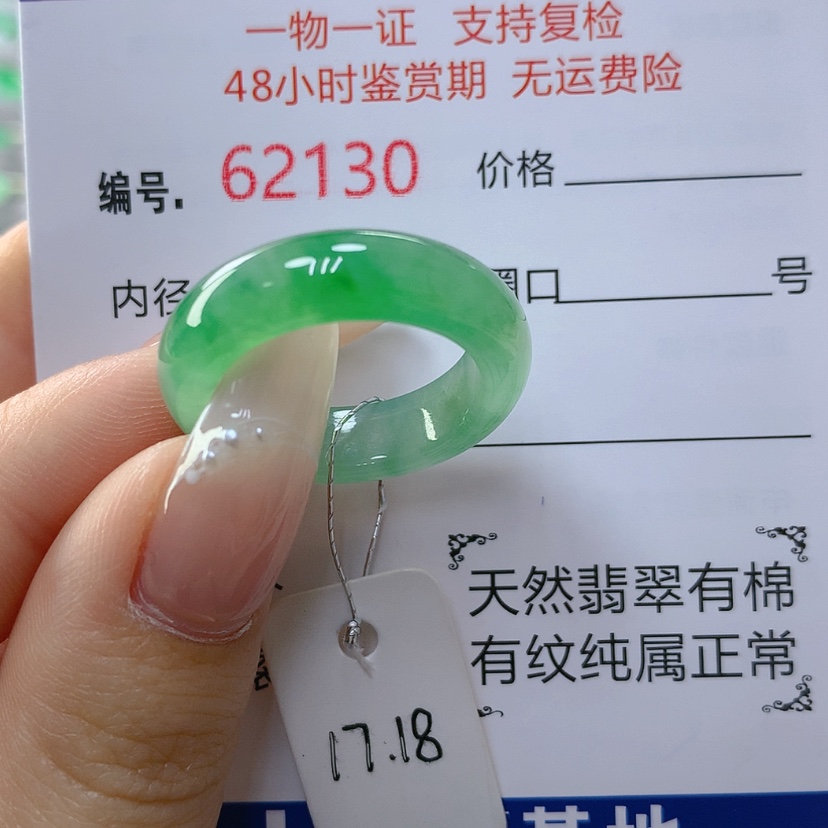 一物一证 支持复检
48小时鉴赏期 无运费险
编号. 62130 价格
内径 圈口 号
天然翡翠有棉
有纹纯属正常
17.18
基地